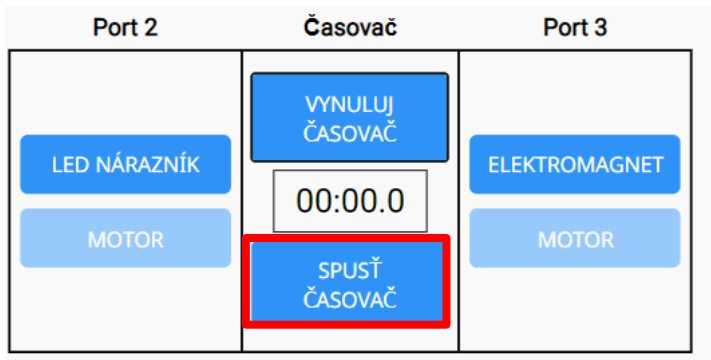 Port 2
Časovač
Port 3
LED NÁRAZNÍK
MOTOR
VYNULUJ
ČASOVAČ
00:00.0
SPUSŤ
ČASOVAČ
ELEKTROMAGNET
MOTOR